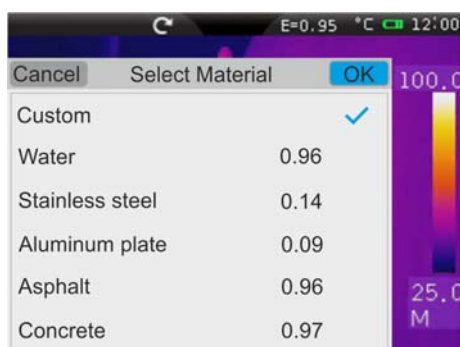 E=0.95 °C 12:00
Cancel Select Material OK
100.0
Custom
Water 0.96
Stainless steel 0.14
Aluminum plate 0.09
Asphalt 0.96
25.0
Concrete 0.97
M